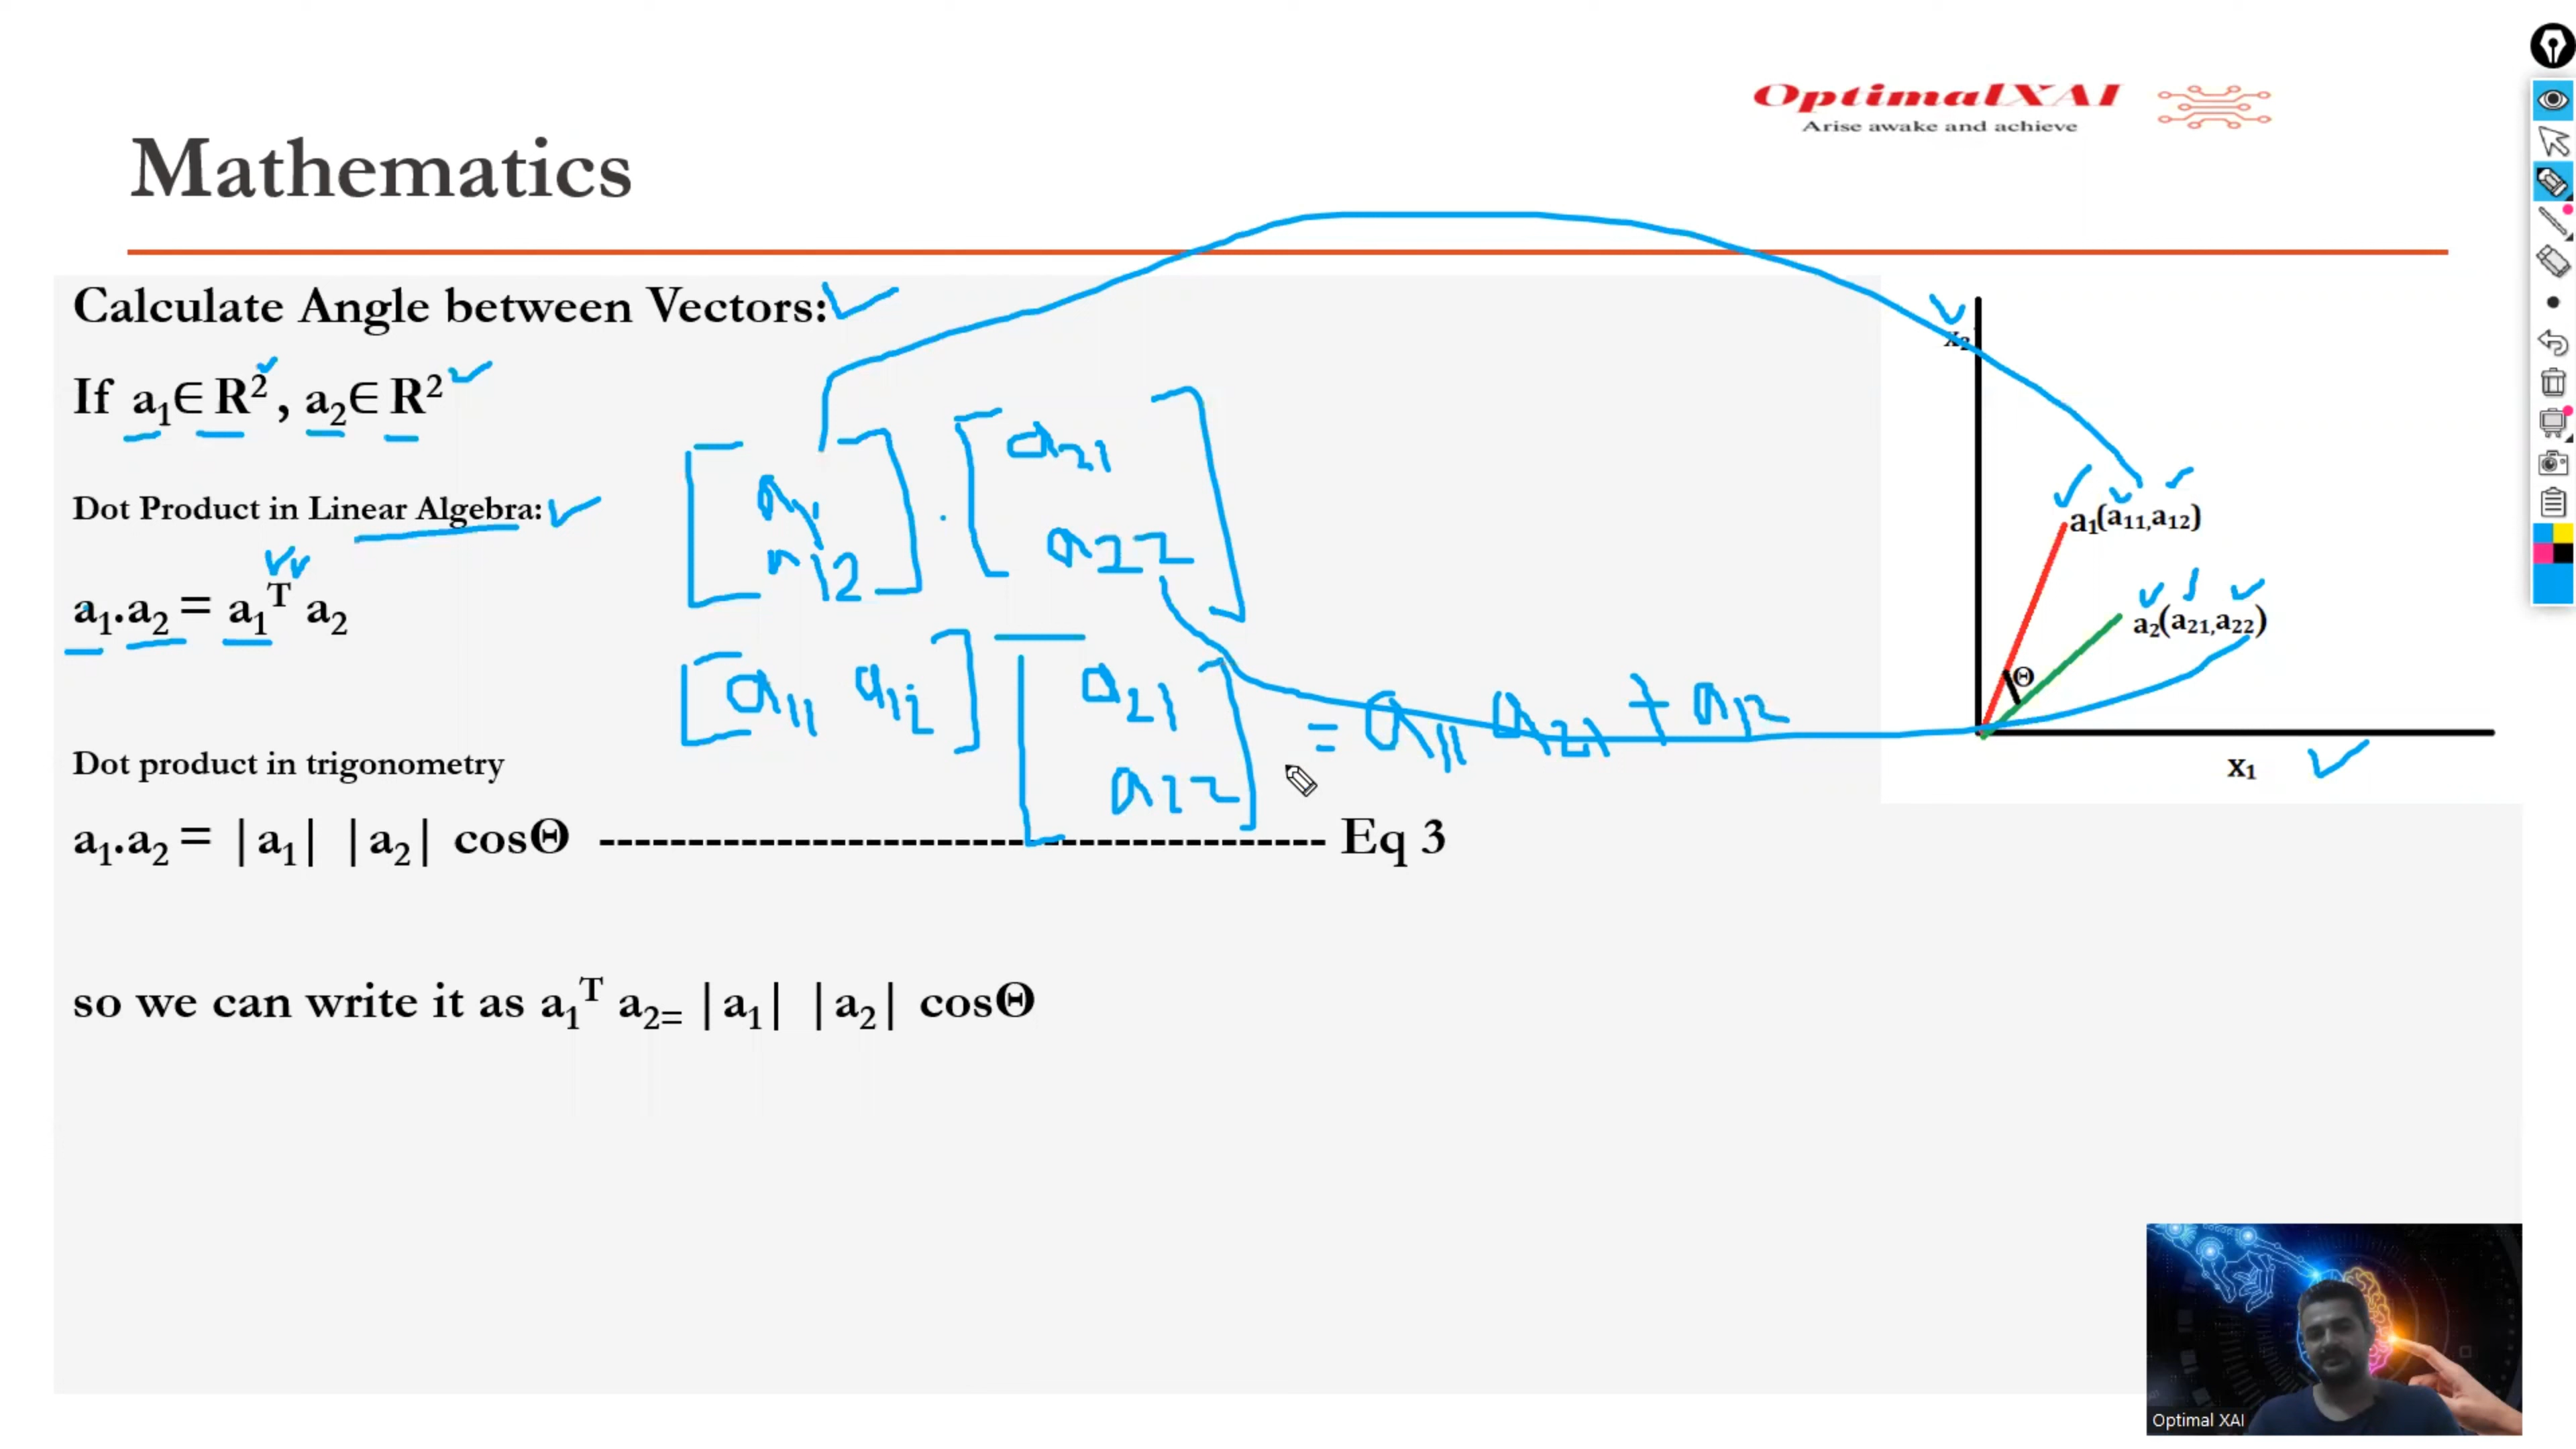 OptimalXAI
Arise awake and achieve
Mathematics
Calculate Angle between Vectors:
If a₁∈ R², a₂∈ R²
Dot Product in Linear Algebra:
a₁.a₂ = a₁ᵀ a₂
[a₁₁ a₁₂] . [a₂₁ a₂₂]
[a₁₁ a₁₂] [a₂₁ a₂₂] = a₁₁ a₂₁ + a₁₂
Dot product in trigonometry
a₁.a₂ = |a₁| |a₂| cosΘ ---------------------------------------- Eq 3
so we can write it as a₁ᵀ a₂₌ |a₁| |a₂| cosΘ
x₂
a₁(a₁₁,a₁₂)
a₂(a₂₁,a₂₂)
Θ
x₁
Optimal XAI